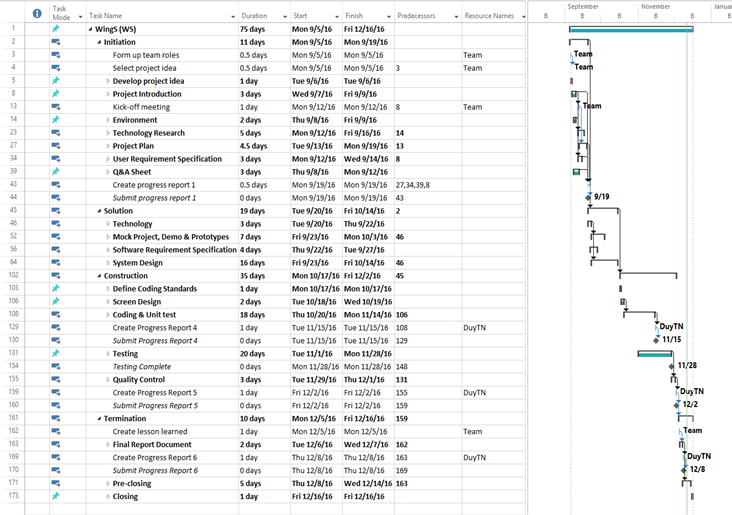 Task Mode Task Name Duration Start Finish Predecessors Resource Names September November Janu
B B B B
1 WingS (WS) 75 days Mon 9/5/16 Fri 12/16/16
2 Initiation 11 days Mon 9/5/16 Mon 9/19/16
3 Form up team roles 0.5 days Mon 9/5/16 Mon 9/5/16 Team Team
4 Select project idea 0.5 days Mon 9/5/16 Mon 9/5/16 3 Team Team
5 Develop project idea 1 day Tue 9/6/16 Tue 9/6/16
8 Project Introduction 3 days Wed 9/7/16 Fri 9/9/16
13 Kick-off meeting 1 day Mon 9/12/16 Mon 9/12/16 8 Team Team
14 Environment 2 days Thu 9/8/16 Fri 9/9/16
23 Technology Research 5 days Mon 9/12/16 Fri 9/16/16 14
27 Project Plan 4.5 days Tue 9/13/16 Mon 9/19/16 13
34 User Requirement Specification 3 days Mon 9/12/16 Wed 9/14/16 8
39 Q&A Sheet 3 days Thu 9/8/16 Mon 9/12/16
43 Create progress report 1 0.5 days Mon 9/19/16 Mon 9/19/16 27,34,39,8
44 Submit progress report 1 0 days Mon 9/19/16 Mon 9/19/16 43 9/19
45 Solution 19 days Tue 9/20/16 Fri 10/14/16 2
46 Technology 3 days Tue 9/20/16 Thu 9/22/16
52 Mock Project, Demo & Prototypes 7 days Fri 9/23/16 Mon 10/3/16 46
56 Software Requirement Specification 4 days Thu 9/22/16 Tue 9/27/16
64 System Design 16 days Fri 9/23/16 Fri 10/14/16 46
102 Construction 35 days Mon 10/17/16 Fri 12/2/16 45
103 Define Coding Standards 1 day Mon 10/17/16 Mon 10/17/16
106 Screen Design 2 days Tue 10/18/16 Wed 10/19/16
108 Coding & Unit test 18 days Thu 10/20/16 Mon 11/14/16 106
129 Create Progress Report 4 1 day Tue 11/15/16 Tue 11/15/16 108 DuyTN DuyTN
130 Submit Progress Report 4 0 days Tue 11/15/16 Tue 11/15/16 129 11/15
131 Testing 20 days Tue 11/1/16 Mon 11/28/16
154 Testing Complete 0 days Mon 11/28/16 Mon 11/28/16 148 11/28
155 Quality Control 3 days Tue 11/29/16 Thu 12/1/16 131
159 Create Progress Report 5 1 day Fri 12/2/16 Fri 12/2/16 155 DuyTN DuyTN
160 Submit Progress Report 5 0 days Fri 12/2/16 Fri 12/2/16 159 12/2
161 Termination 10 days Mon 12/5/16 Fri 12/16/16 159
162 Create lesson learned 1 day Mon 12/5/16 Mon 12/5/16 Team Team
163 Final Report Document 2 days Tue 12/6/16 Wed 12/7/16 162
169 Create Progress Report 6 1 day Thu 12/8/16 Thu 12/8/16 163 DuyTN DuyTN
170 Submit Progress Report 6 0 days Thu 12/8/16 Thu 12/8/16 169 12/8
171 Pre-closing 5 days Thu 12/8/16 Wed 12/14/16 163
173 Closing 1 day Fri 12/16/16 Fri 12/16/16